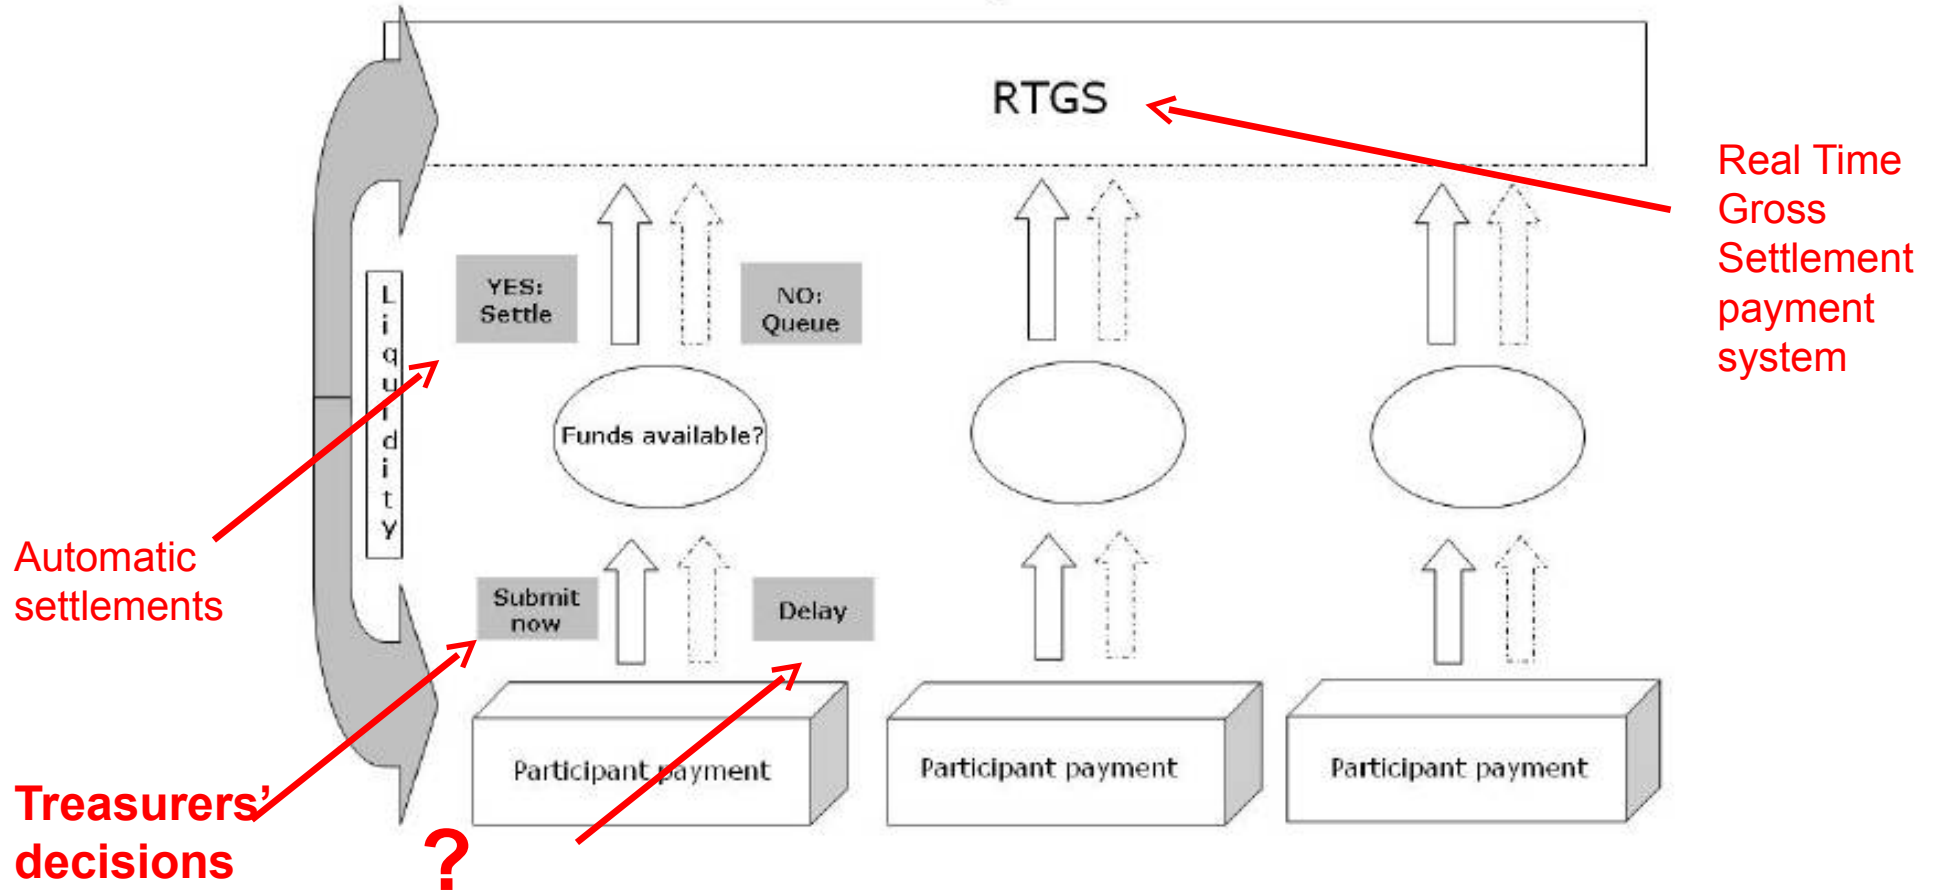 RTGS
Real Time
Gross
Settlement
payment
system
YES:
Settle
NO:
Queue
Liquidity
Funds available?
Automatic
settlements
Submit
now
Delay
Participant payment
Participant payment
Participant payment
Treasurers’
decisions
?